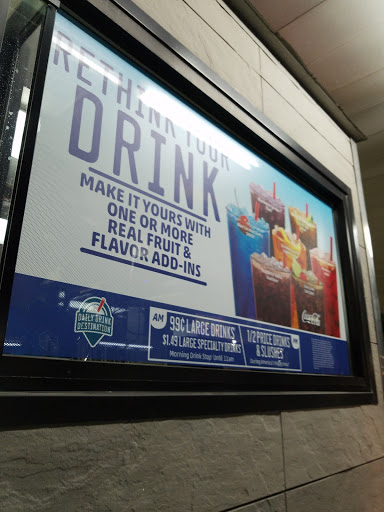 RETHINK YOUR
DRINK
MAKE IT YOURS WITH
ONE OR MORE
REAL FRUIT &
FLAVOR ADD-INS
Coca-Cola
DAILY DRINK
DESTINATION
AM
99¢ LARGE DRINKS
$1.49 LARGE SPECIALTY DRINKS
Morning Drink Stop Until 11am
1/2 PRICE DRINKS
& SLUSHES